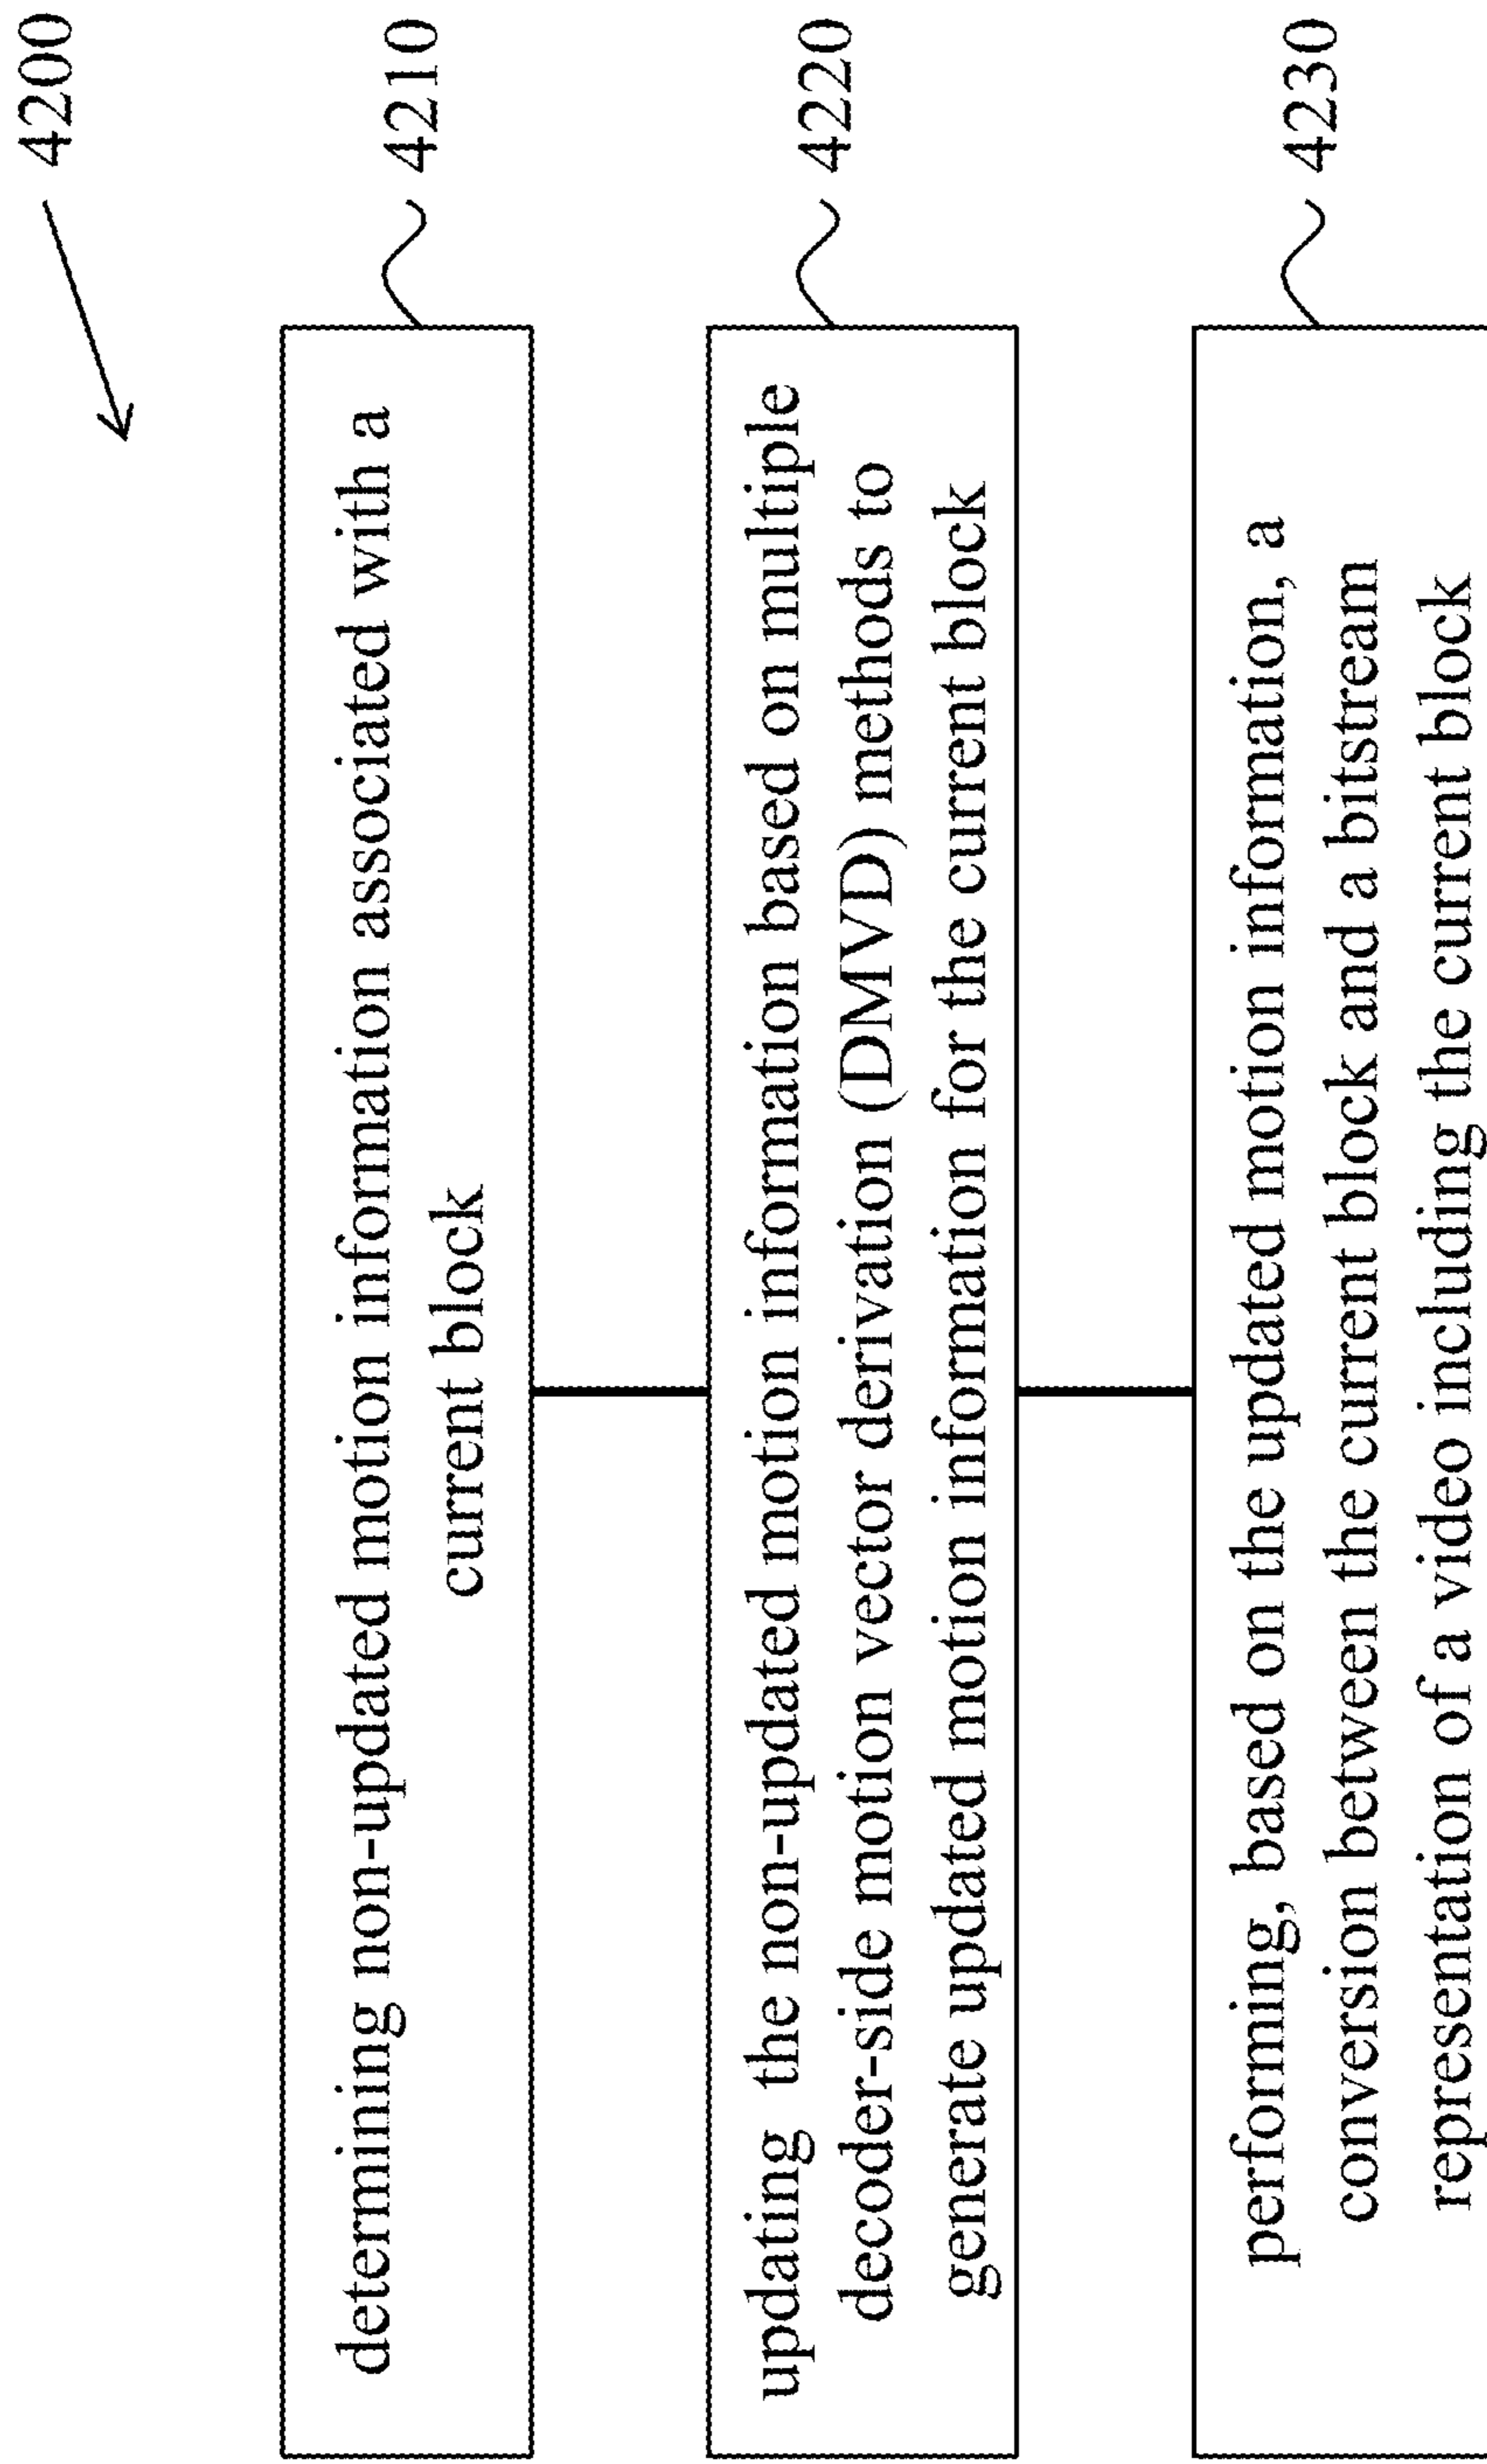 4200
determining non-updated motion information associated with a
current block
4210
updating the non-updated motion information based on multiple
decoder-side motion vector derivation (DMVD) methods to
generate updated motion information for the current block
4220
performing, based on the updated motion information, a
conversion between the current block and a bitstream
representation of a video including the current block
4230